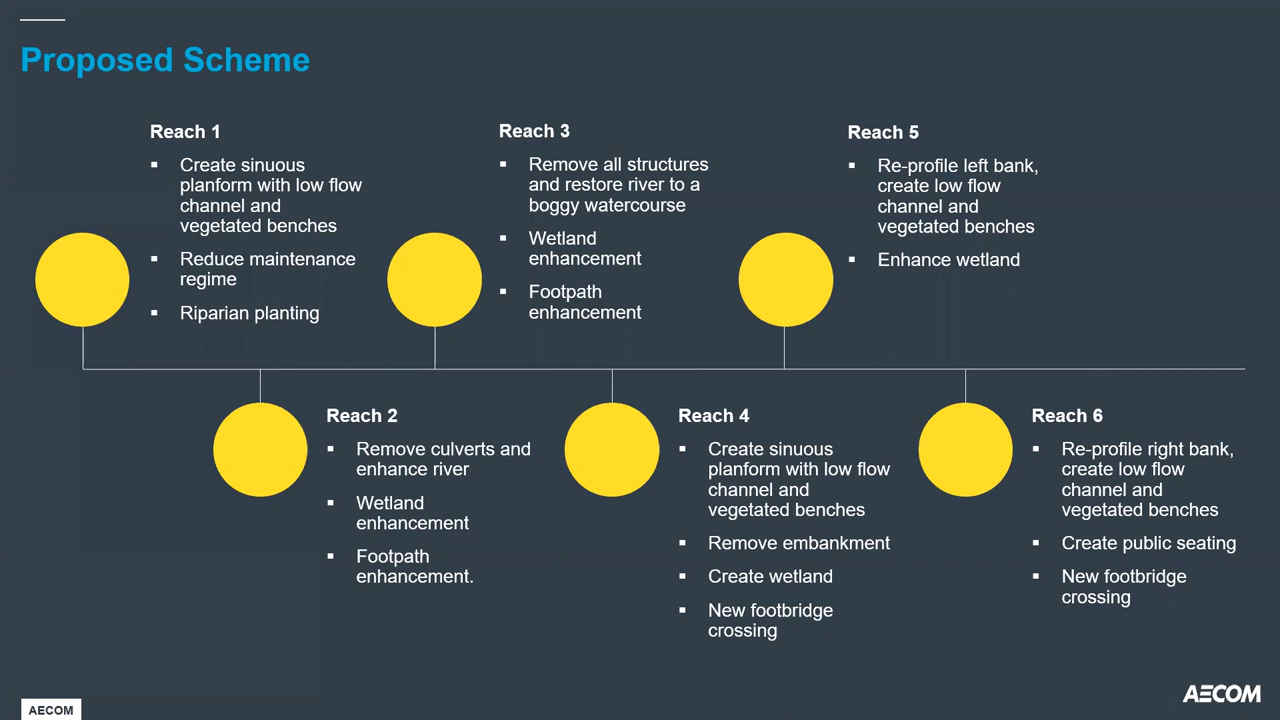 Proposed Scheme
Reach 1
▪ Create sinuous
planform with low flow
channel and
vegetated benches
▪ Reduce maintenance
regime
▪ Riparian planting
Reach 3
▪ Remove all structures
and restore river to a
boggy watercourse
▪ Wetland
enhancement
▪ Footpath
enhancement
Reach 5
▪ Re-profile left bank,
create low flow
channel and
vegetated benches
▪ Enhance wetland
Reach 2
▪ Remove culverts and
enhance river
▪ Wetland
enhancement
▪ Footpath
enhancement.
Reach 4
▪ Create sinuous
planform with low flow
channel and
vegetated benches
▪ Remove embankment
▪ Create wetland
▪ New footbridge
crossing
Reach 6
▪ Re-profile right bank,
create low flow
channel and
vegetated benches
▪ Create public seating
▪ New footbridge
crossing
AECOM
AECOM